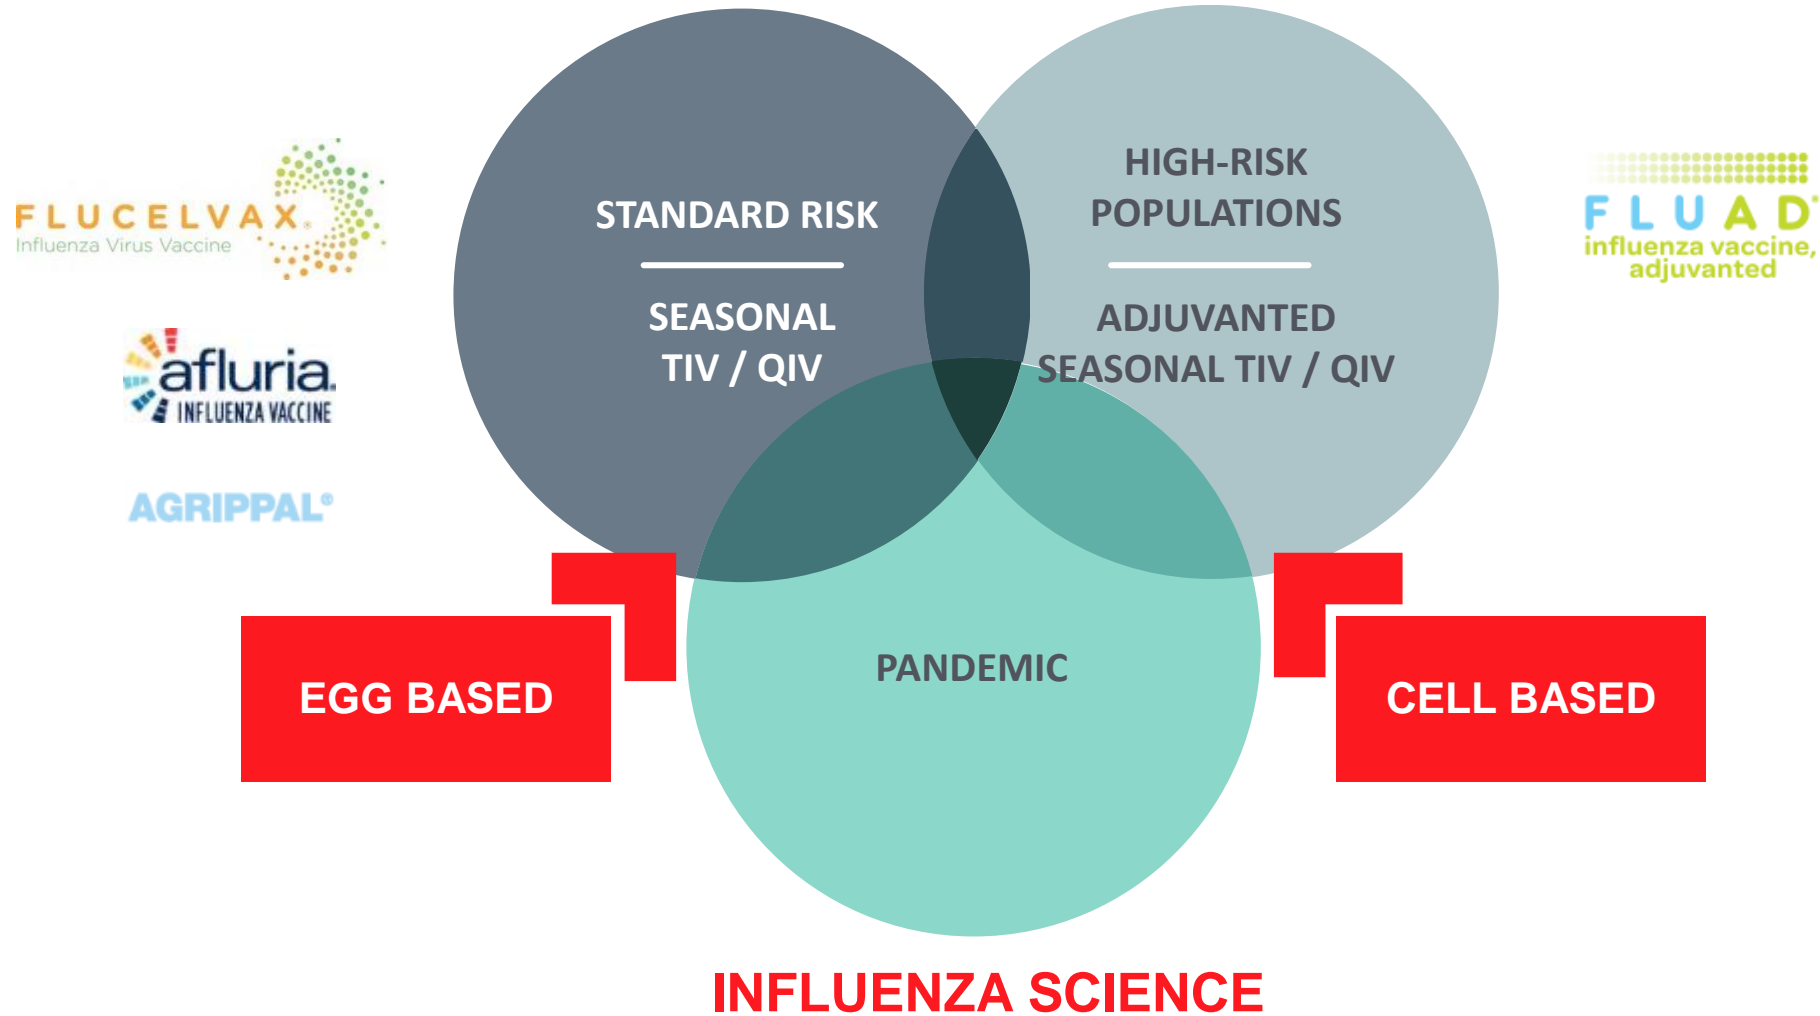 FLUCELVAX®
Influenza Virus Vaccine
afluria.
INFLUENZA VACCINE
AGRIPPAL®
STANDARD RISK
SEASONAL
TIV / QIV
HIGH-RISK
POPULATIONS
ADJUVANTED
SEASONAL TIV / QIV
FLUAD®
influenza vaccine,
adjuvanted
PANDEMIC
EGG BASED
CELL BASED
INFLUENZA SCIENCE